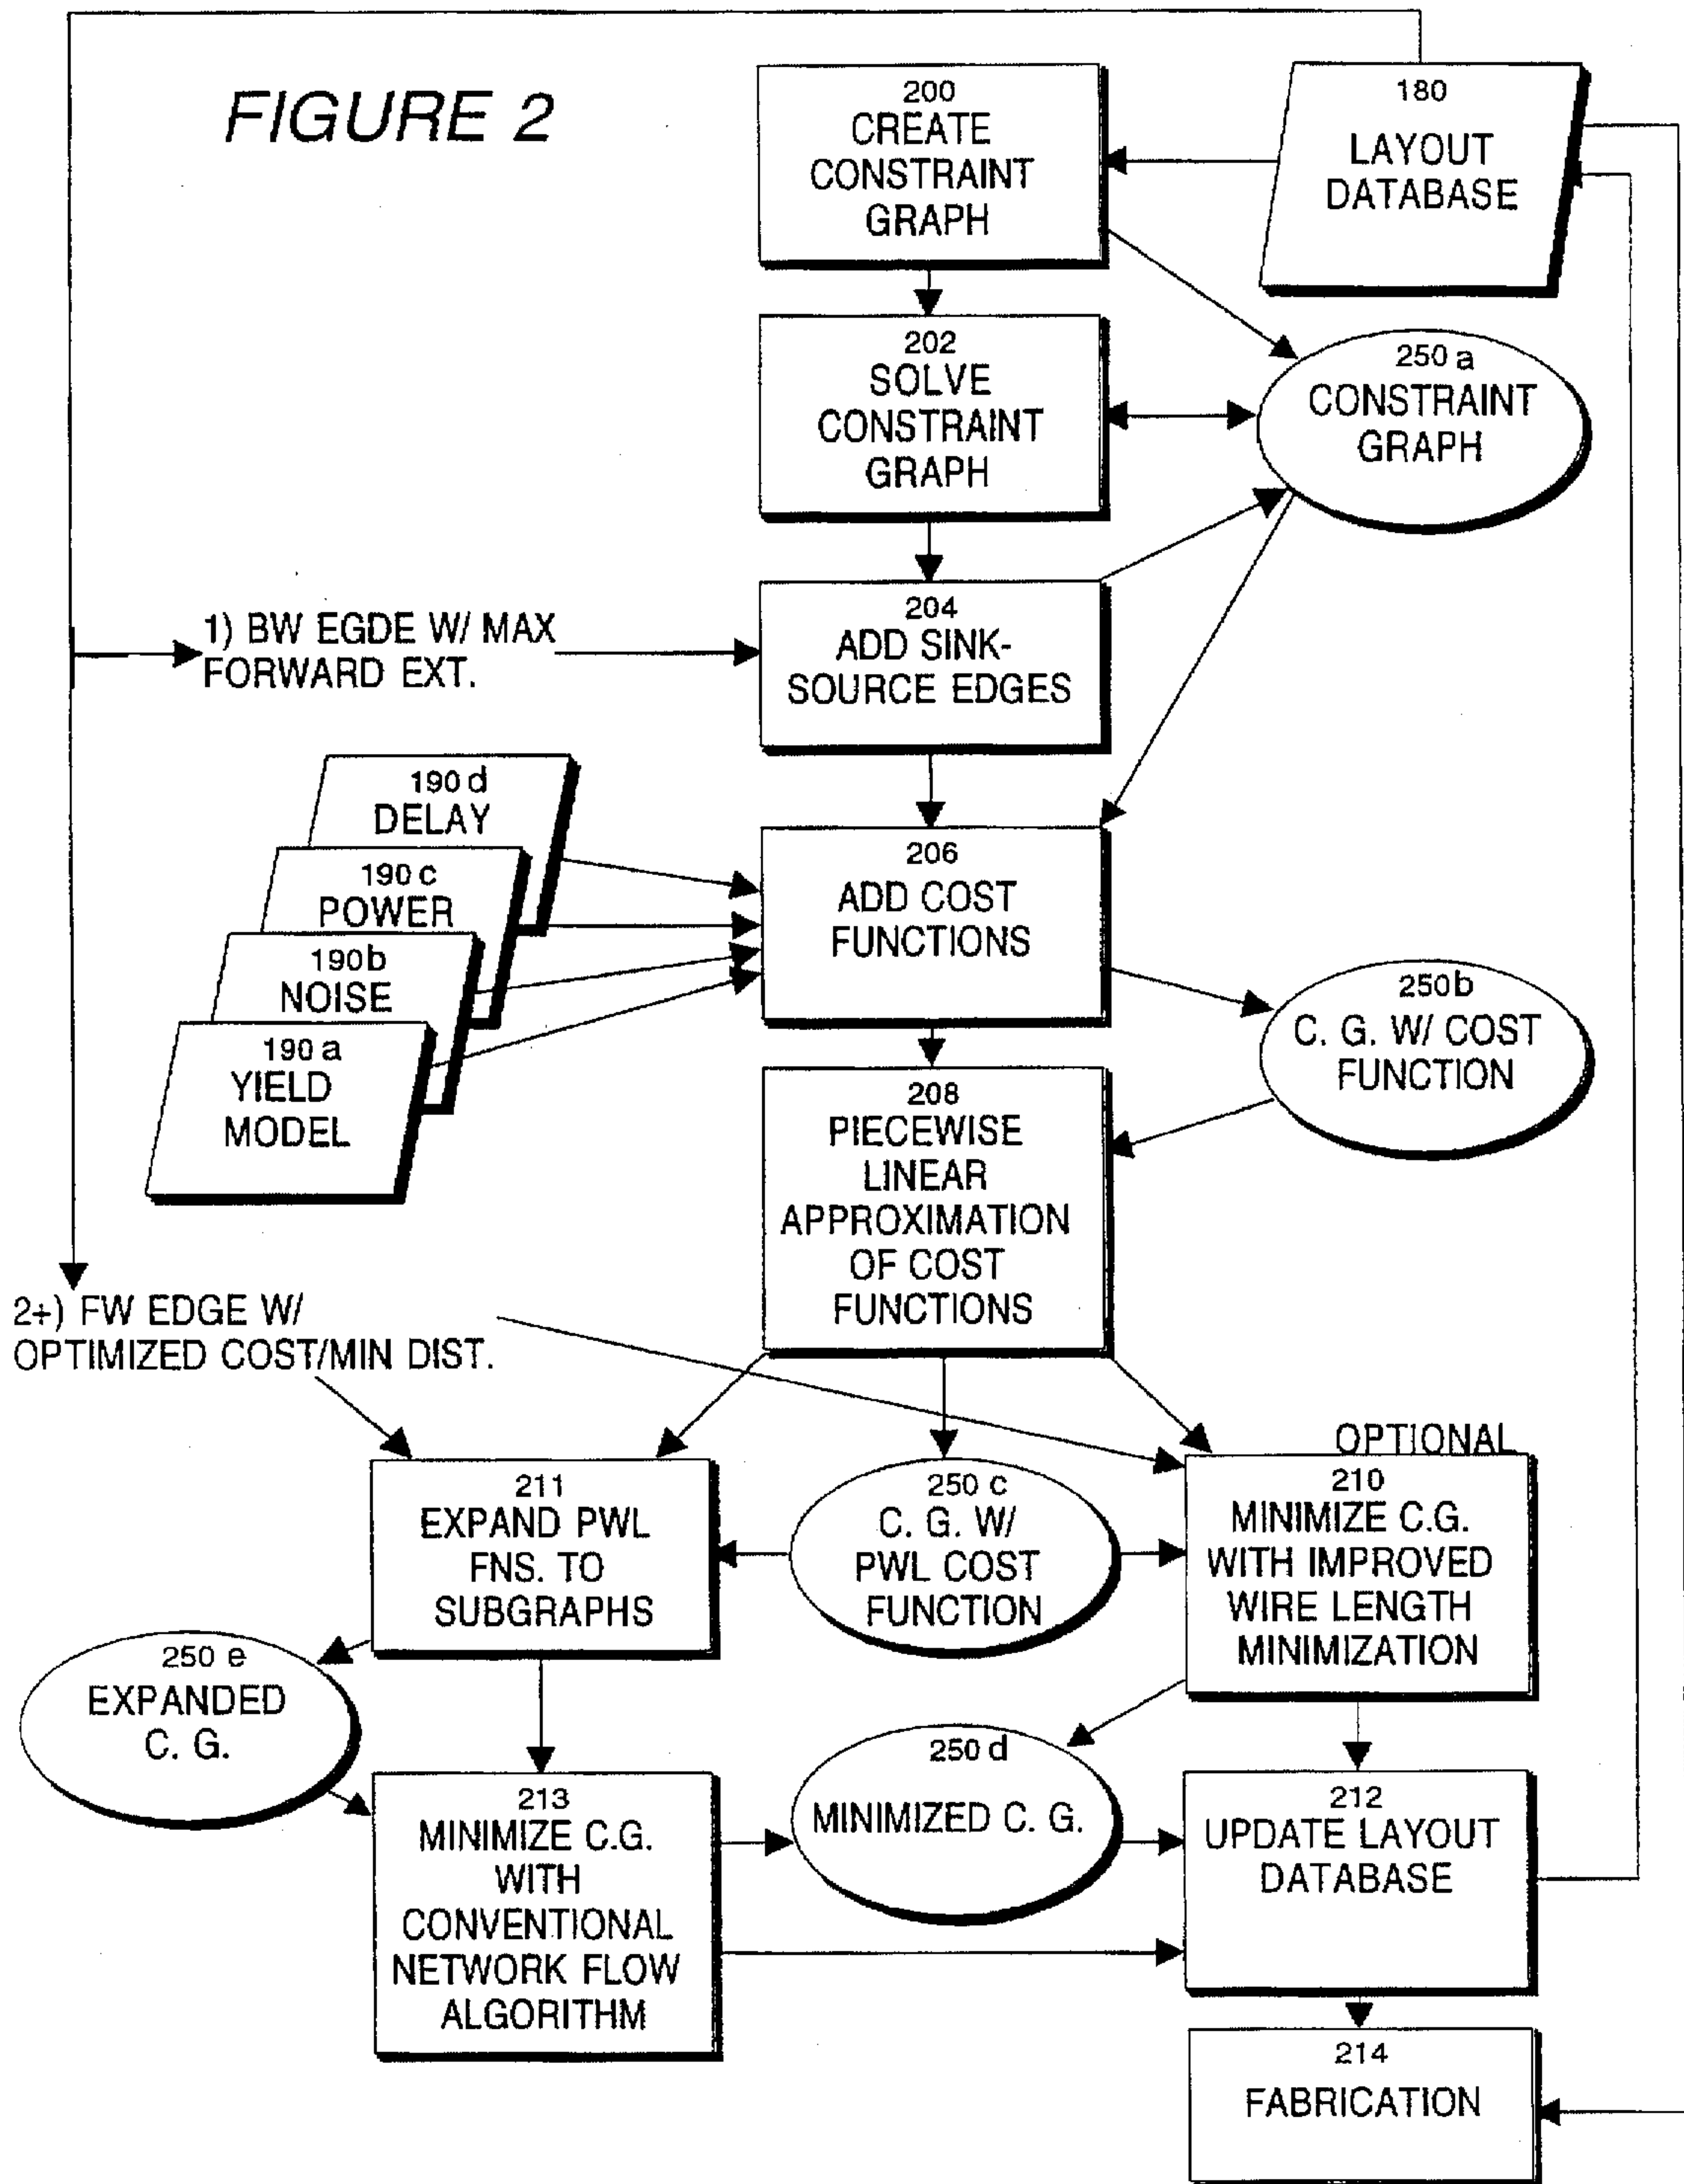 FIGURE 2
200
CREATE
CONSTRAINT
GRAPH
180
LAYOUT
DATABASE
202
SOLVE
CONSTRAINT
GRAPH
250 a
CONSTRAINT
GRAPH
1) BW EGDE W/ MAX
FORWARD EXT.
204
ADD SINK-
SOURCE EDGES
190 d
DELAY
190 c
POWER
190b
NOISE
190 a
YIELD
MODEL
206
ADD COST
FUNCTIONS
250b
C. G. W/ COST
FUNCTION
208
PIECEWISE
LINEAR
APPROXIMATION
OF COST
FUNCTIONS
2+) FW EDGE W/
OPTIMIZED COST/MIN DIST.
211
EXPAND PWL
FNS. TO
SUBGRAPHS
250 c
C. G. W/
PWL COST
FUNCTION
OPTIONAL
210
MINIMIZE C.G.
WITH IMPROVED
WIRE LENGTH
MINIMIZATION
250 e
EXPANDED
C. G.
213
MINIMIZE C.G.
WITH
CONVENTIONAL
NETWORK FLOW
ALGORITHM
250 d
MINIMIZED C. G.
212
UPDATE LAYOUT
DATABASE
214
FABRICATION